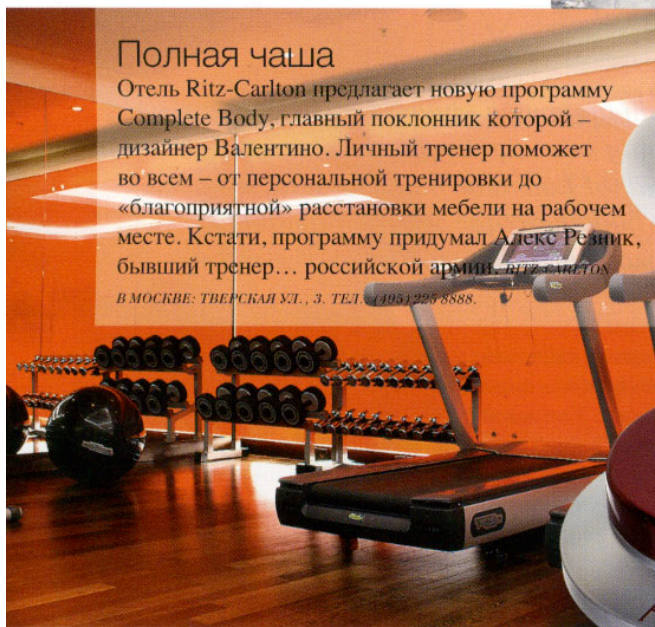 Полная чаша
Отель Ritz-Carlton предлагает новую программу
Complete Body, главный поклонник которой –
дизайнер Валентино. Личный тренер поможет
во всем – от персональной тренировки до
«благоприятной» расстановки мебели на рабочем
месте. Кстати, программу придумал Алекс Резник,
бывший тренер… российской армии. RITZ-CARLTON
В МОСКВЕ: ТВЕРСКАЯ УЛ., 3. ТЕЛ. (495) 225 8888.